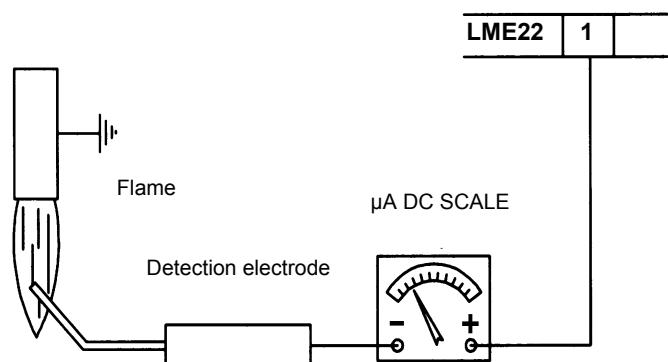 LME22 1
Flame
µA DC SCALE
Detection electrode
- +